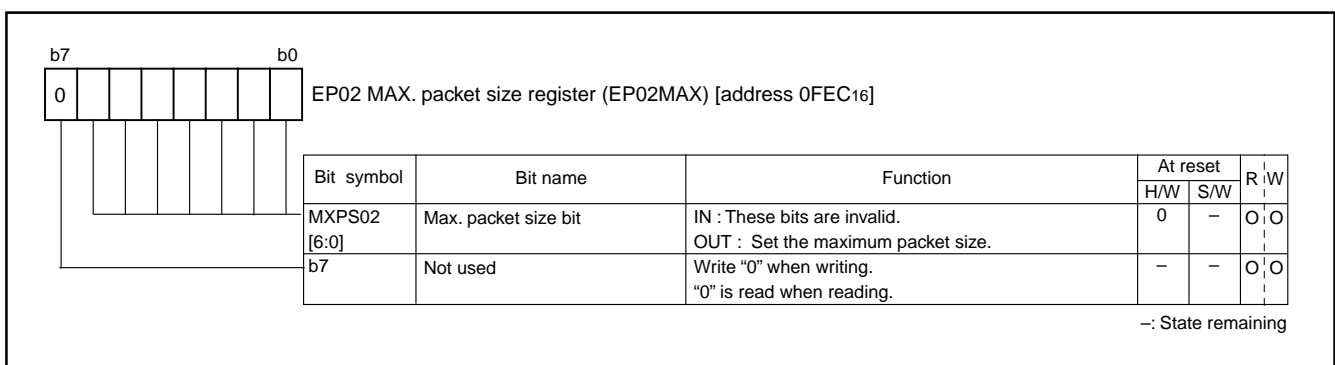 b7 b0
0
EP02 MAX. packet size register (EP02MAX) [address 0FEC16]
Bit symbol Bit name Function At reset R W
H/W S/W
MXPS02 Max. packet size bit IN : These bits are invalid. 0 – O O
[6:0] OUT : Set the maximum packet size.
b7 Not used Write “0” when writing. – – O O
“0” is read when reading.
–: State remaining